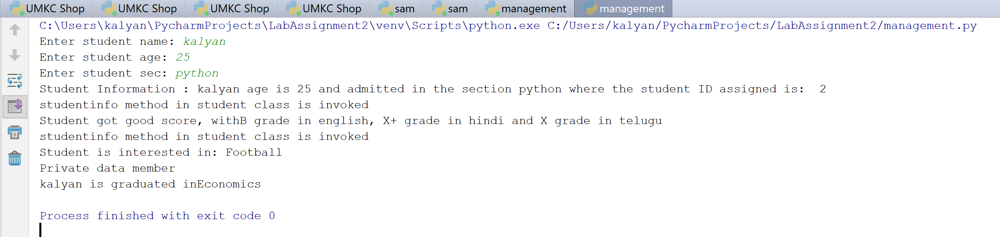 UMKC Shop UMKC Shop UMKC Shop UMKC Shop sam sam management management
C:\Users\kalyan\PycharmProjects\LabAssignment2\venv\Scripts\python.exe C:/Users/kalyan/PycharmProjects/LabAssignment2/management.py
Enter student name: kalyan
Enter student age: 25
Enter student sec: python
Student Information : kalyan age is 25 and admitted in the section python where the student ID assigned is:  2
studentinfo method in student class is invoked
Student got good score, withB grade in english, X+ grade in hindi and X grade in telugu
studentinfo method in student class is invoked
Student is interested in: Football
Private data member
kalyan is graduated inEconomics
Process finished with exit code 0